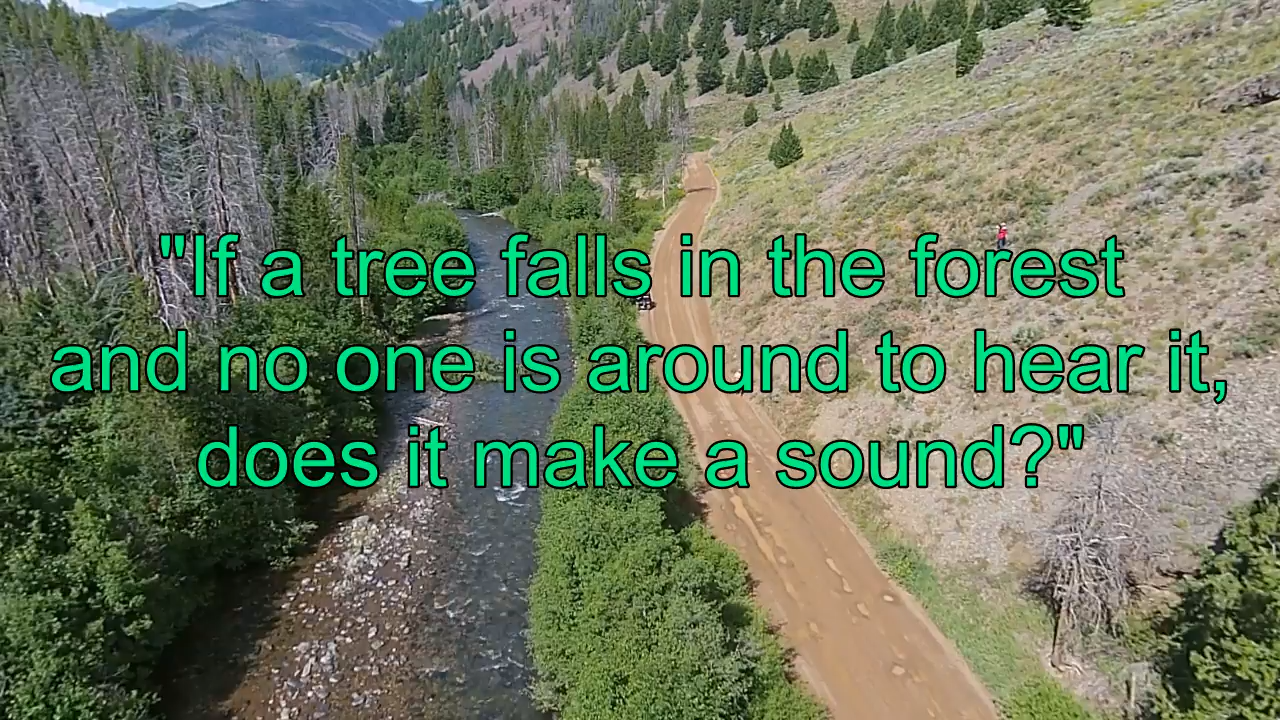 "If a tree falls in the forest
and no one is around to hear it,
does it make a sound?"